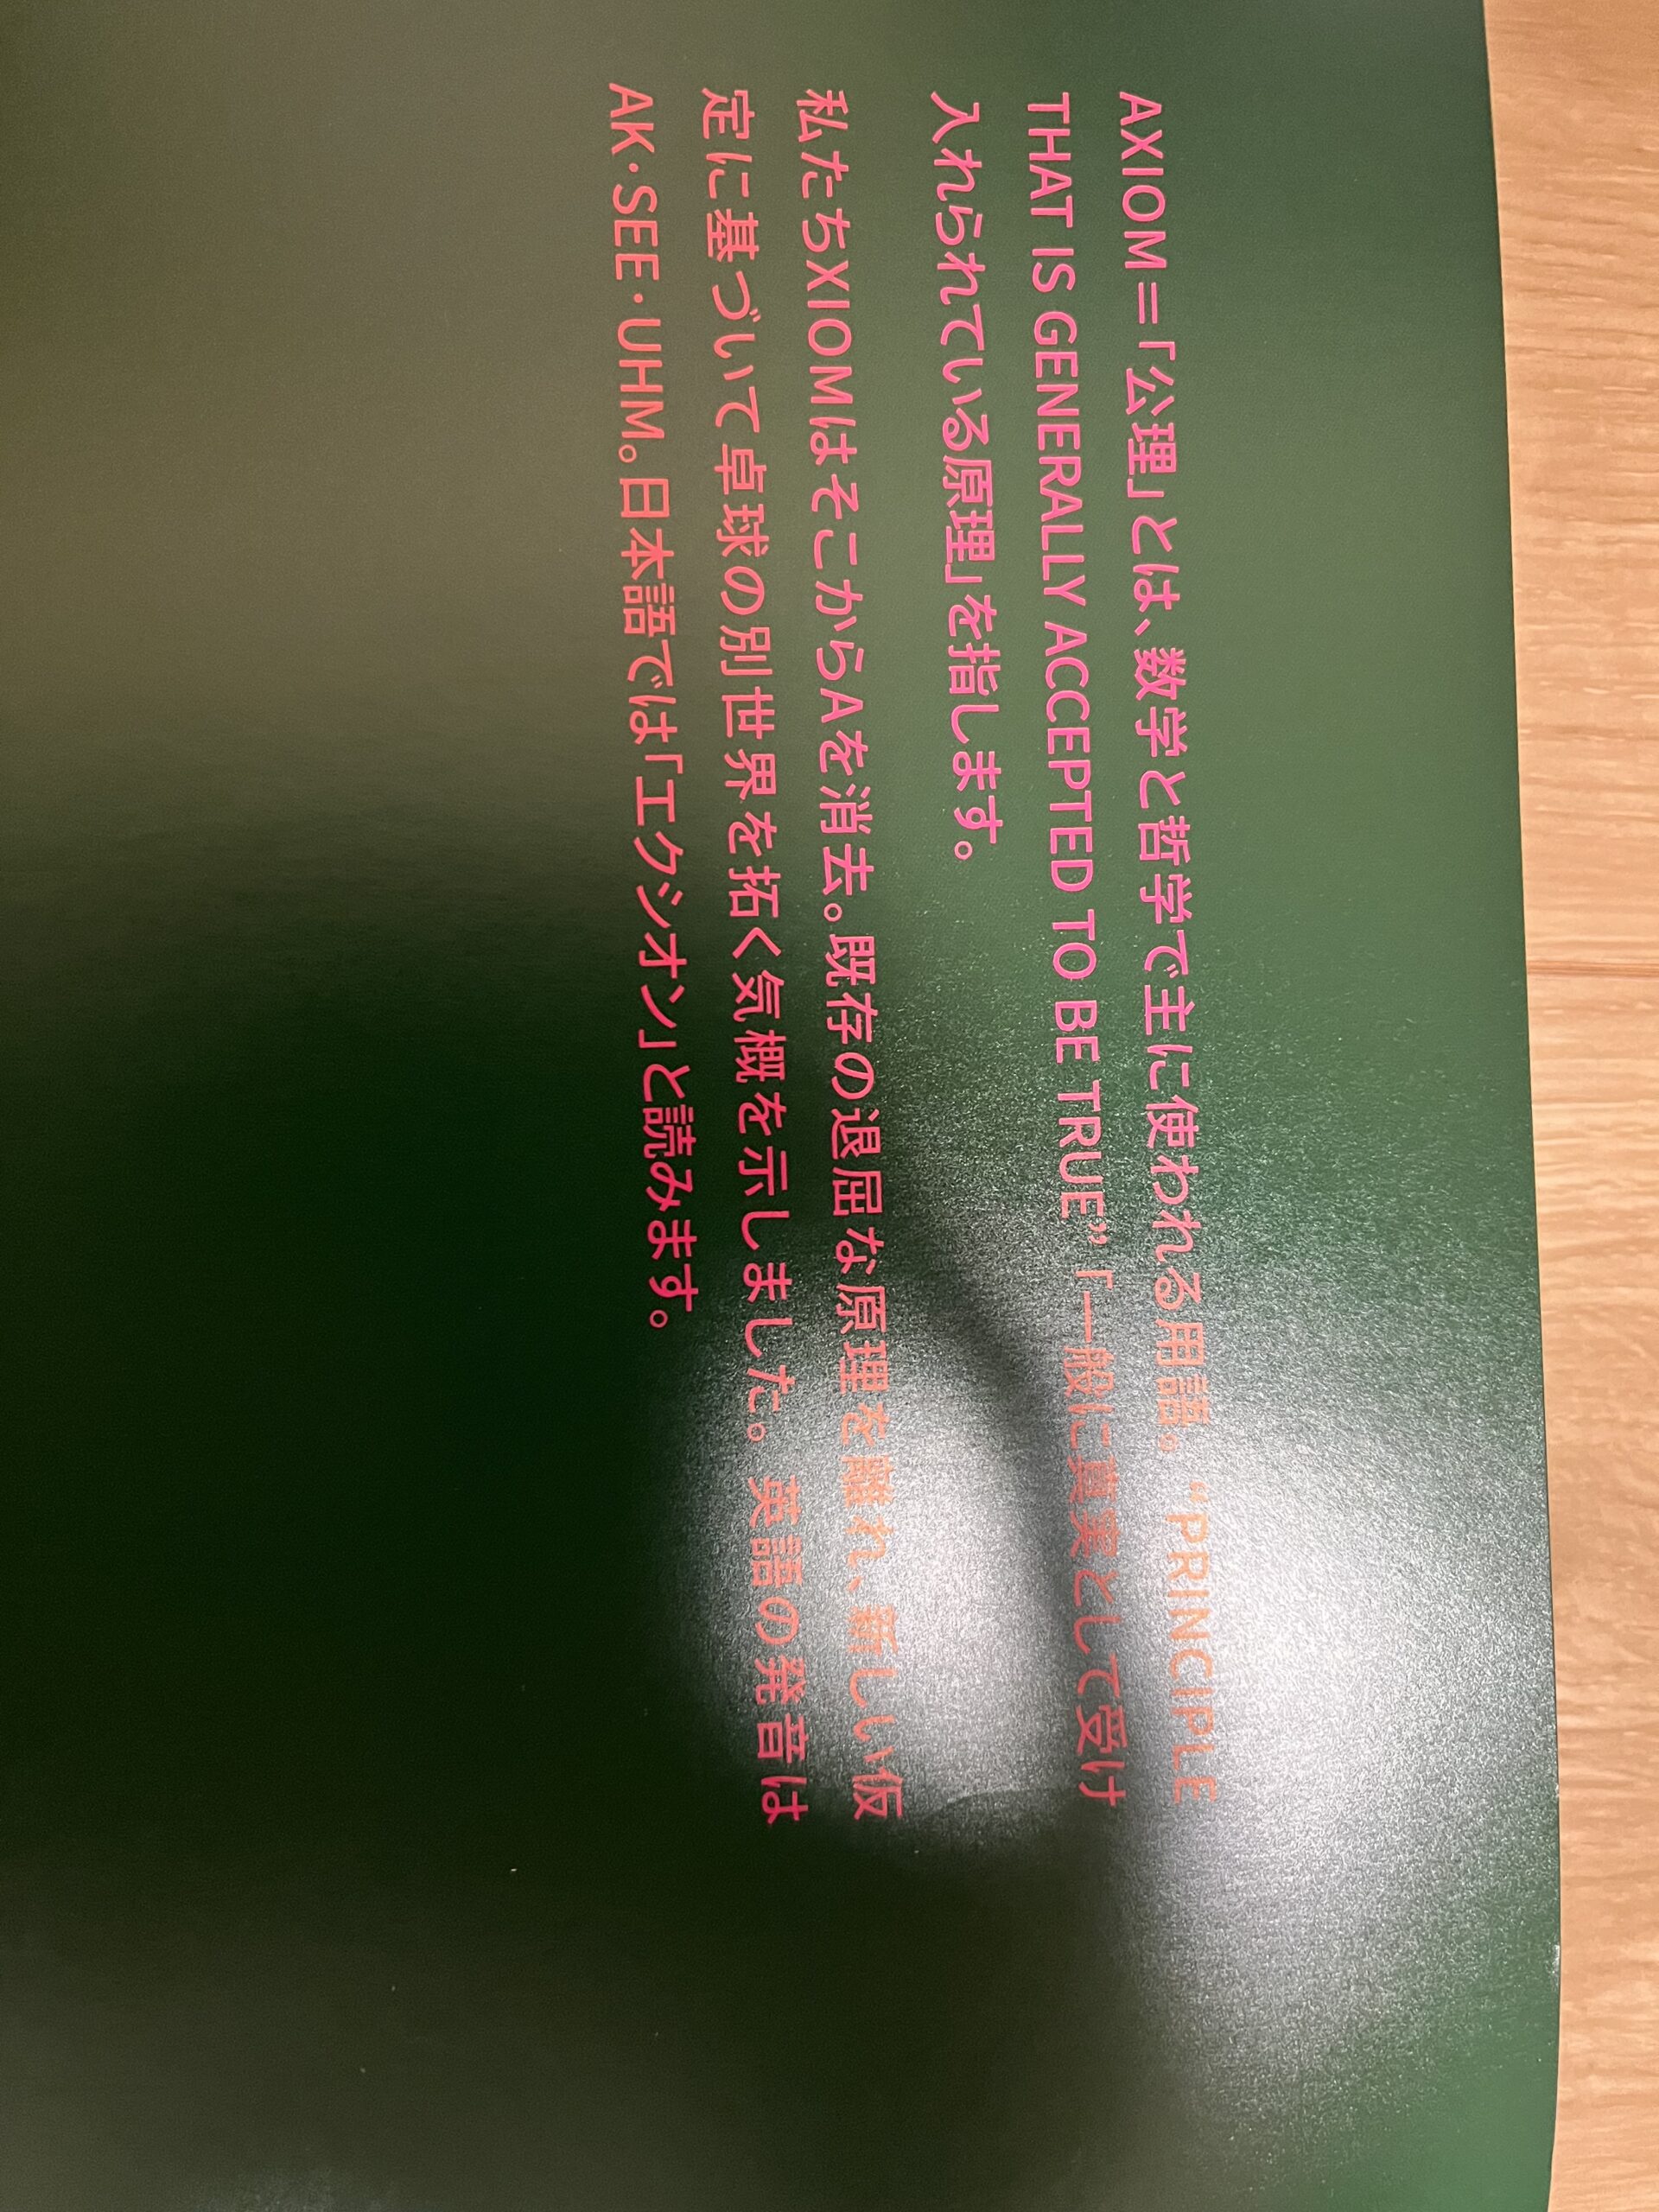 AXIOM＝「公理」とは、数学と哲学で主に使われる用語。“PRINCIPLE
THAT IS GENERALLY ACCEPTED TO BE TRUE”「一般に真実として受け
入れられている原理」を指します。
私たちXIOMはそこからAを消去。既存の退屈な原理を離れ、新しい仮
定に基づいて卓球の別世界を拓く気概を示しました。英語の発音は
AK・SEE・UHM。日本語では「エクシオン」と読みます。